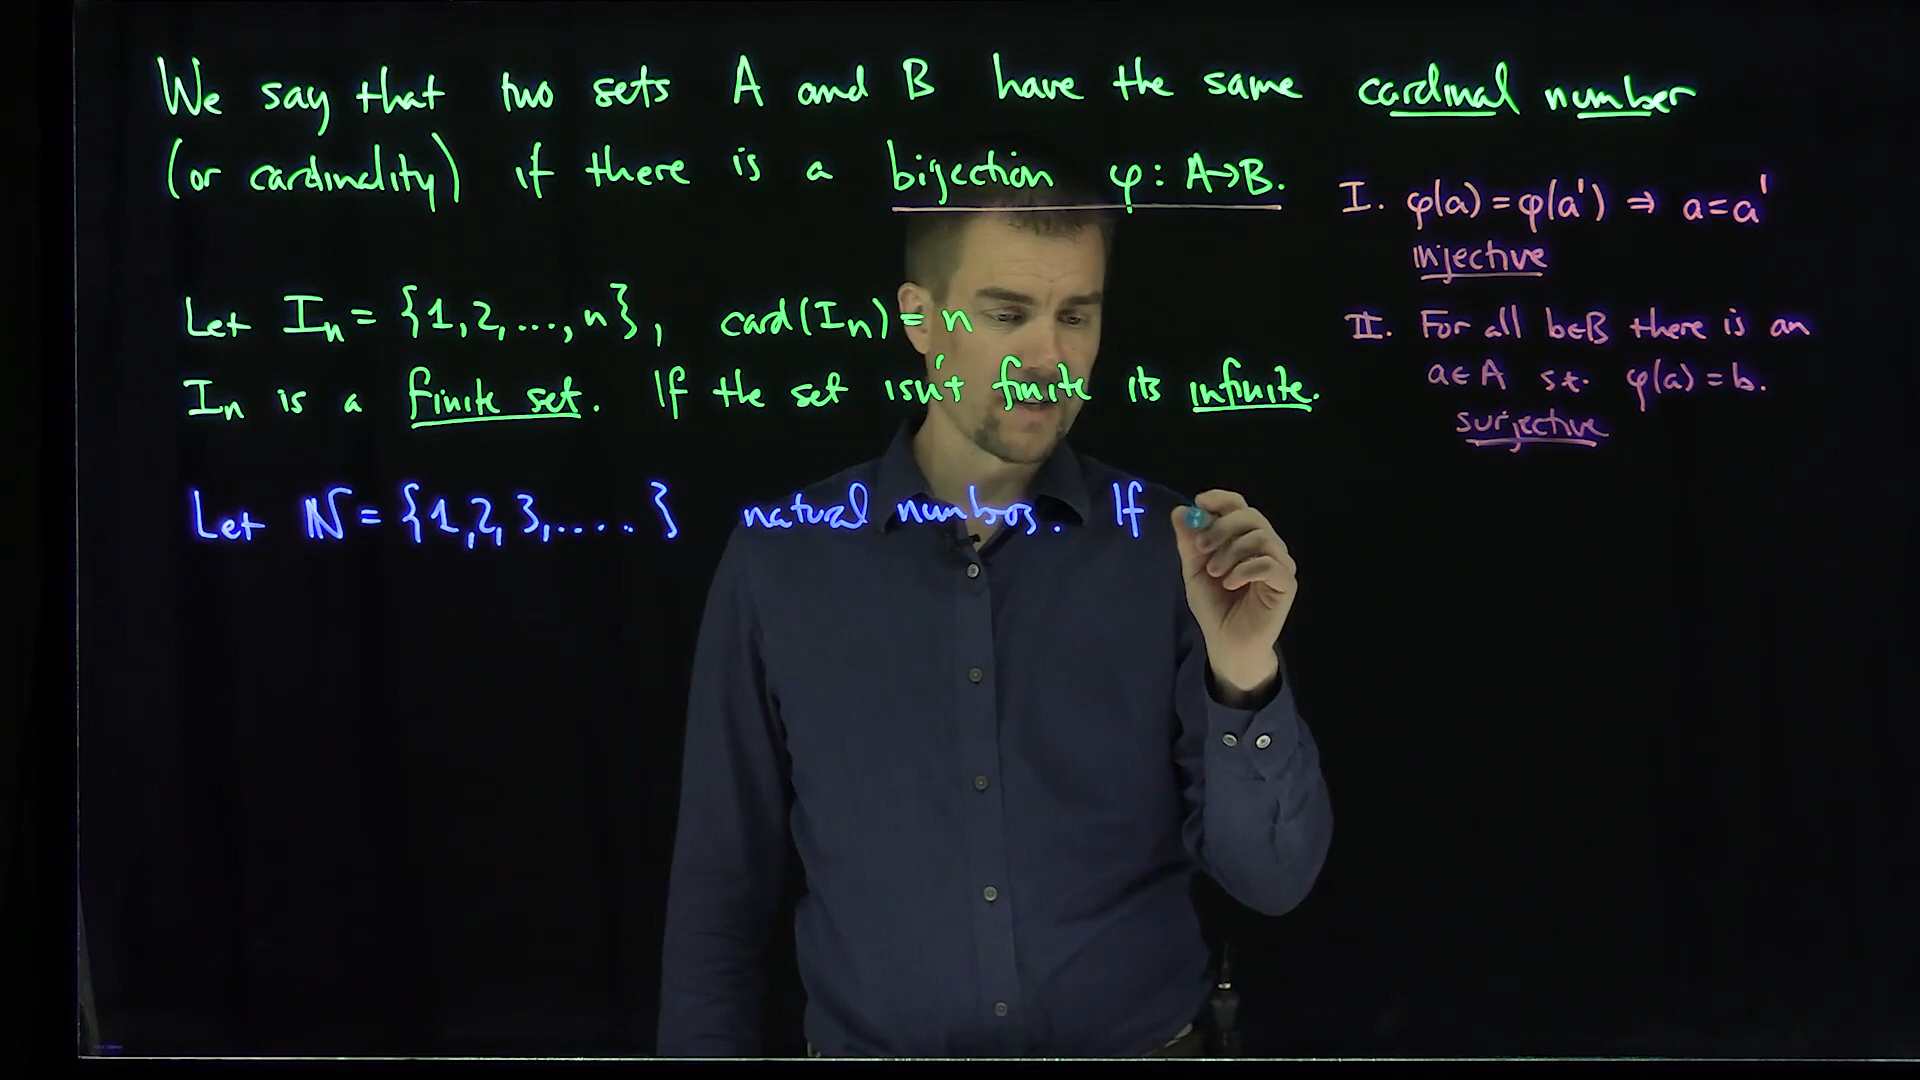 We say that two sets A and B have the same cardinal number
(or cardinality) if there is a bijection φ: A→B.
I. φ(a) = φ(a') ⇒ a=a'
injective
II. For all b∈B there is an
a∈A s.t. φ(a) = b.
surjective
Let Iₙ = {1,2,...,n}, card(Iₙ) = n
Iₙ is a finite set. If the set isn't finite its infinite.
Let ℕ = {1,2,3,.....} natural numbers. If